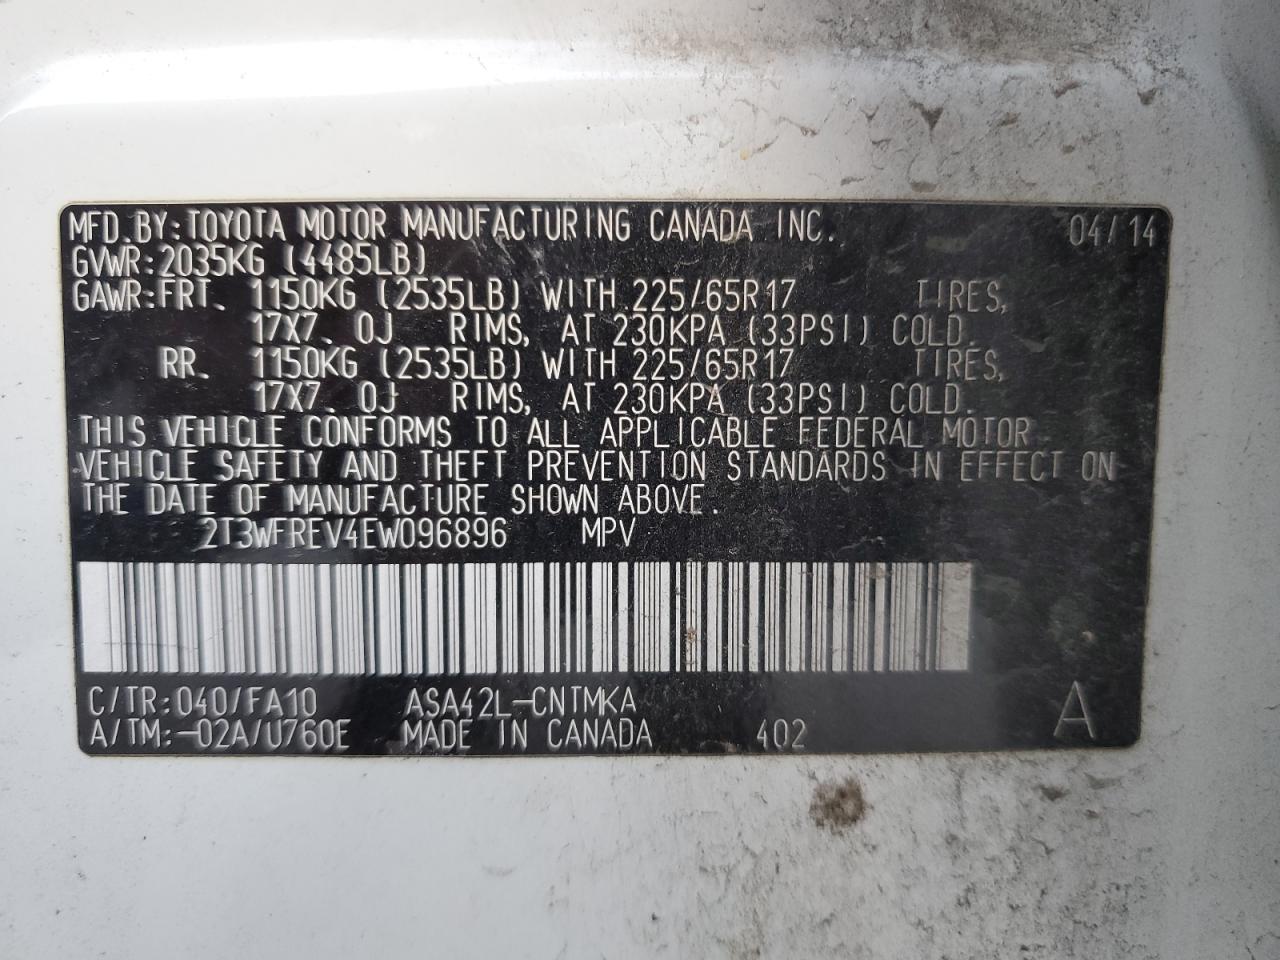 MFD. BY: TOYOTA MOTOR MANUFACTURING CANADA INC. 04/14
GVWR: 2035KG (4485LB)
GAWR: FRT. 1150KG (2535LB) WITH 225/65R17 TIRES,
17X7. 0J RIMS, AT 230KPA (33PSI) COLD.
RR. 1150KG (2535LB) WITH 225/65R17 TIRES,
17X7. 0J RIMS, AT 230KPA (33PSI) COLD.
THIS VEHICLE CONFORMS TO ALL APPLICABLE FEDERAL MOTOR
VEHICLE SAFETY AND THEFT PREVENTION STANDARDS IN EFFECT ON
THE DATE OF MANUFACTURE SHOWN ABOVE.
2T3WFREV4EW096896 MPV
C/TR: 040/FA10 ASA42L-CNTMKA
A/TM: -02A/U760E MADE IN CANADA 402 A